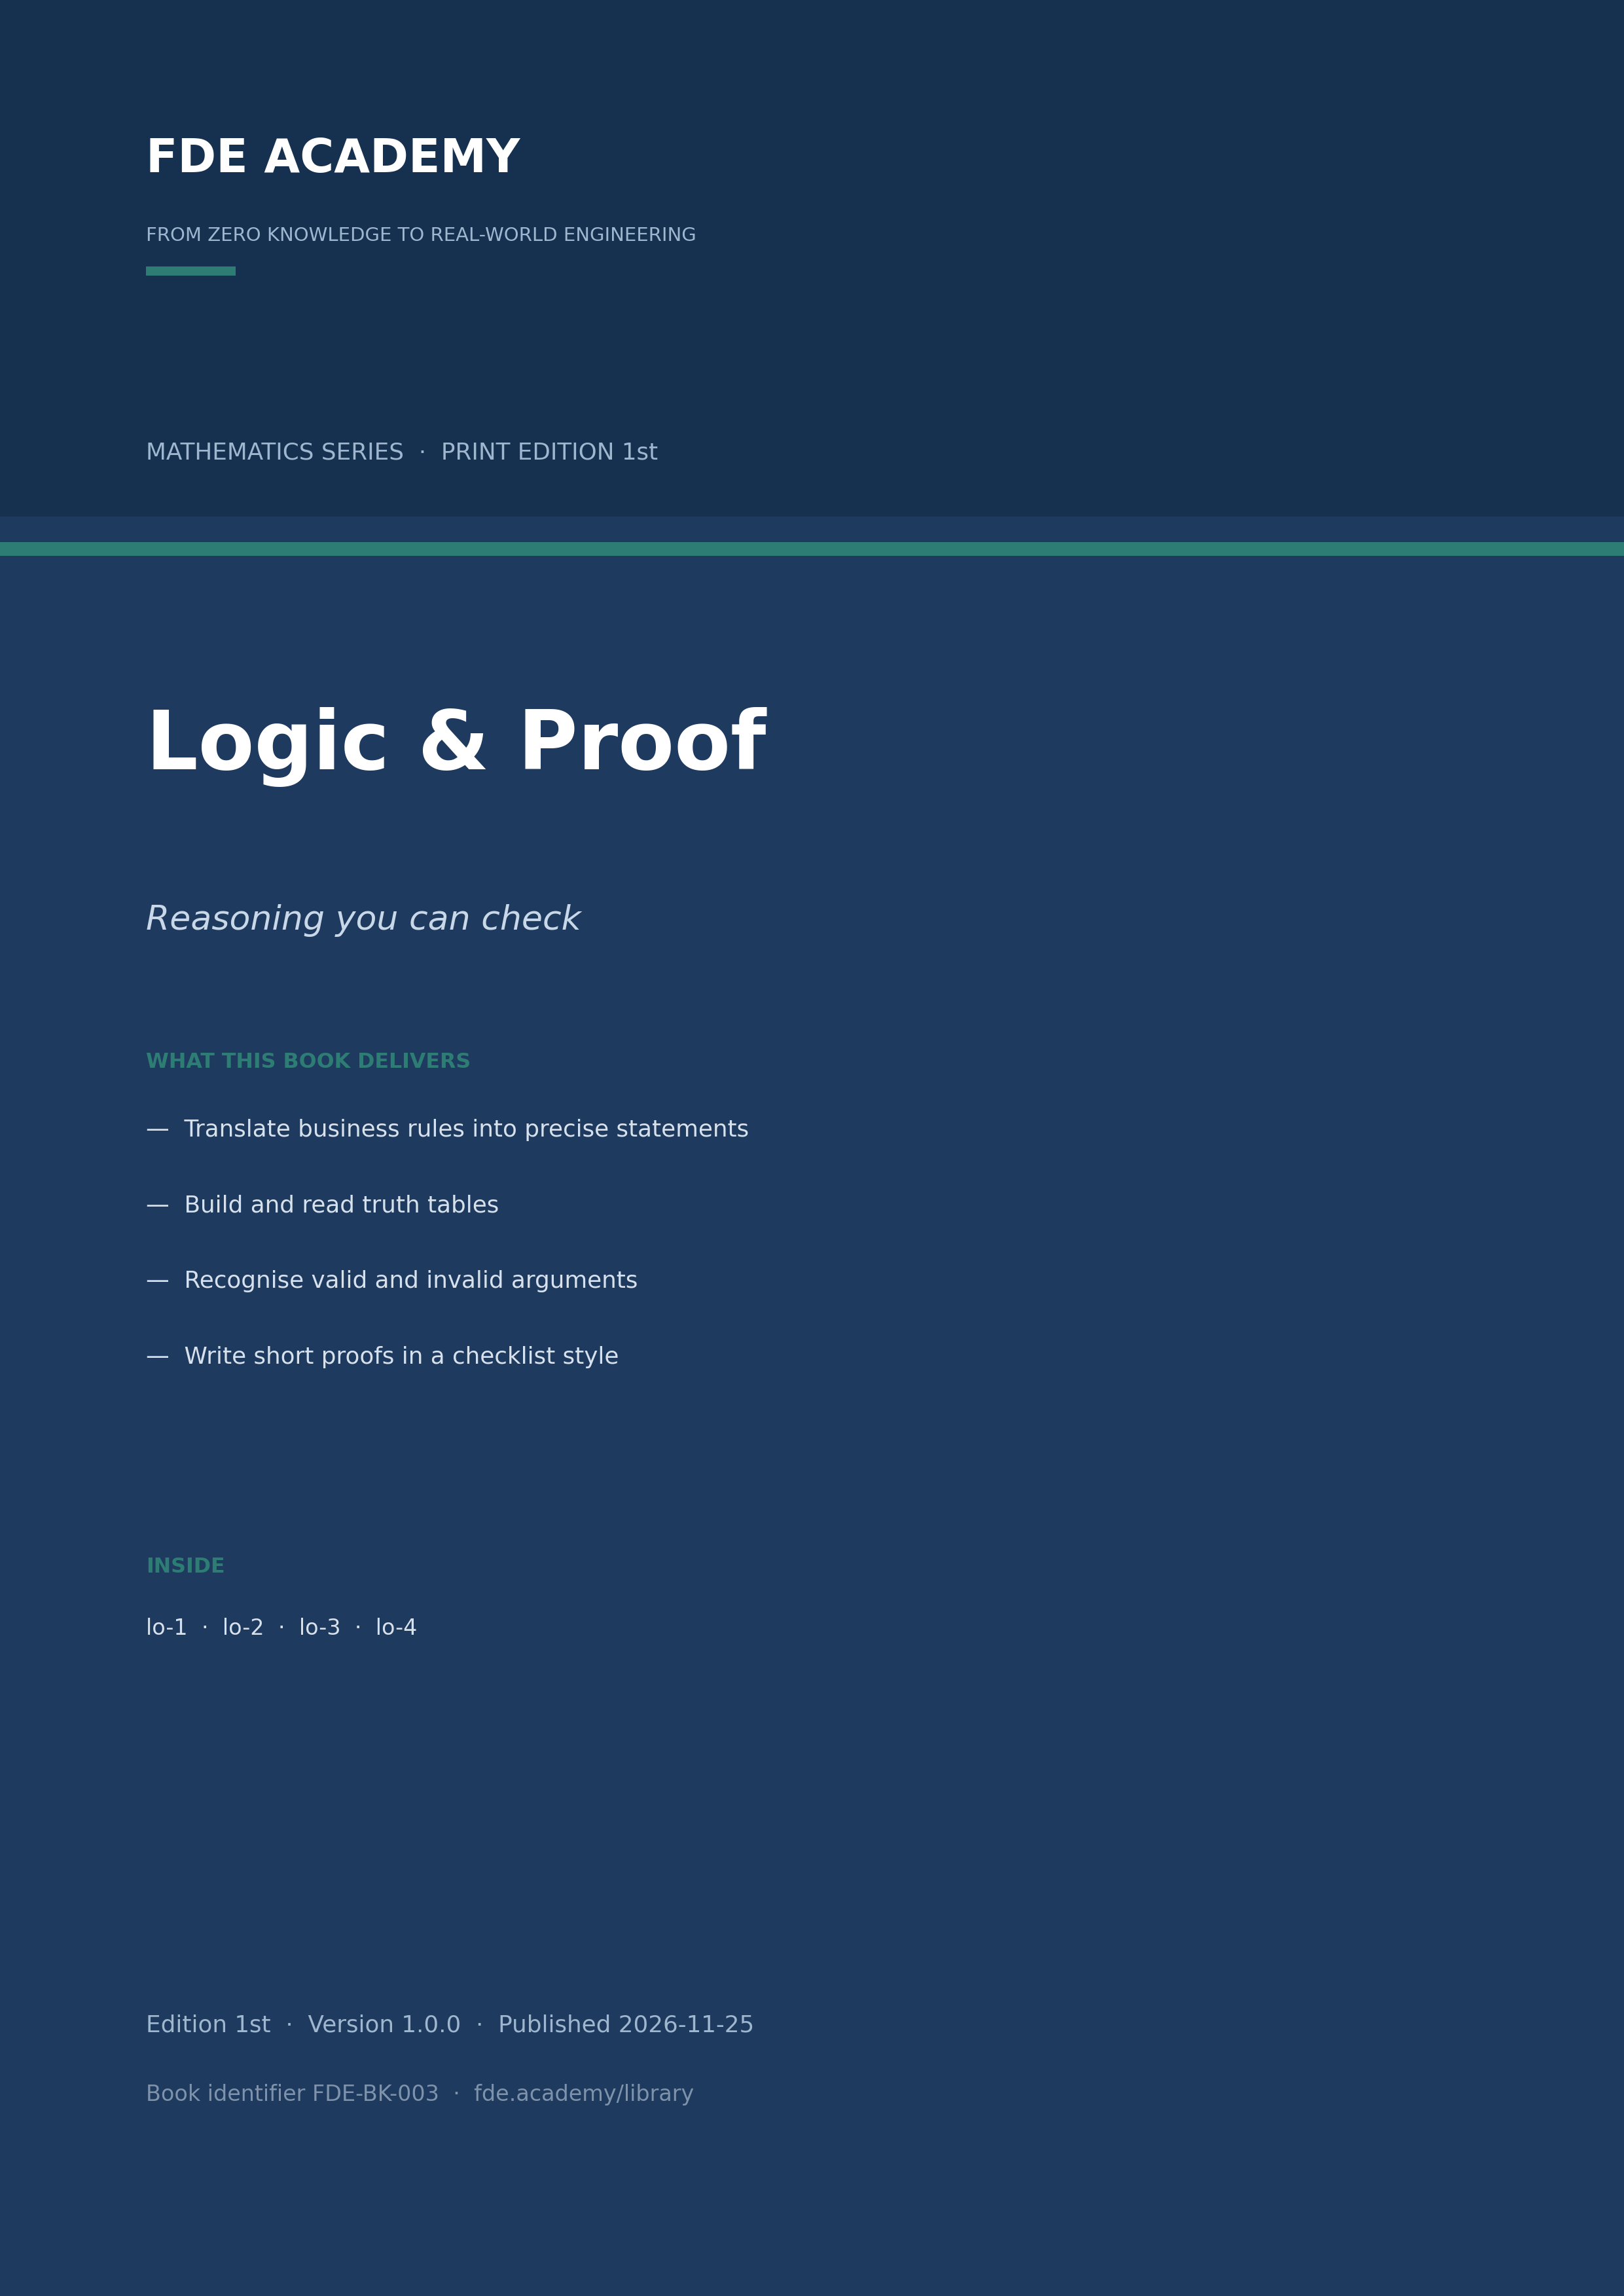 FDE ACADEMY
FROM ZERO KNOWLEDGE TO REAL-WORLD ENGINEERING
MATHEMATICS SERIES · PRINT EDITION 1st
Logic & Proof
Reasoning you can check
WHAT THIS BOOK DELIVERS
— Translate business rules into precise statements
— Build and read truth tables
— Recognise valid and invalid arguments
— Write short proofs in a checklist style
INSIDE
lo-1 · lo-2 · lo-3 · lo-4
Edition 1st · Version 1.0.0 · Published 2026-11-25
Book identifier FDE-BK-003 · fde.academy/library